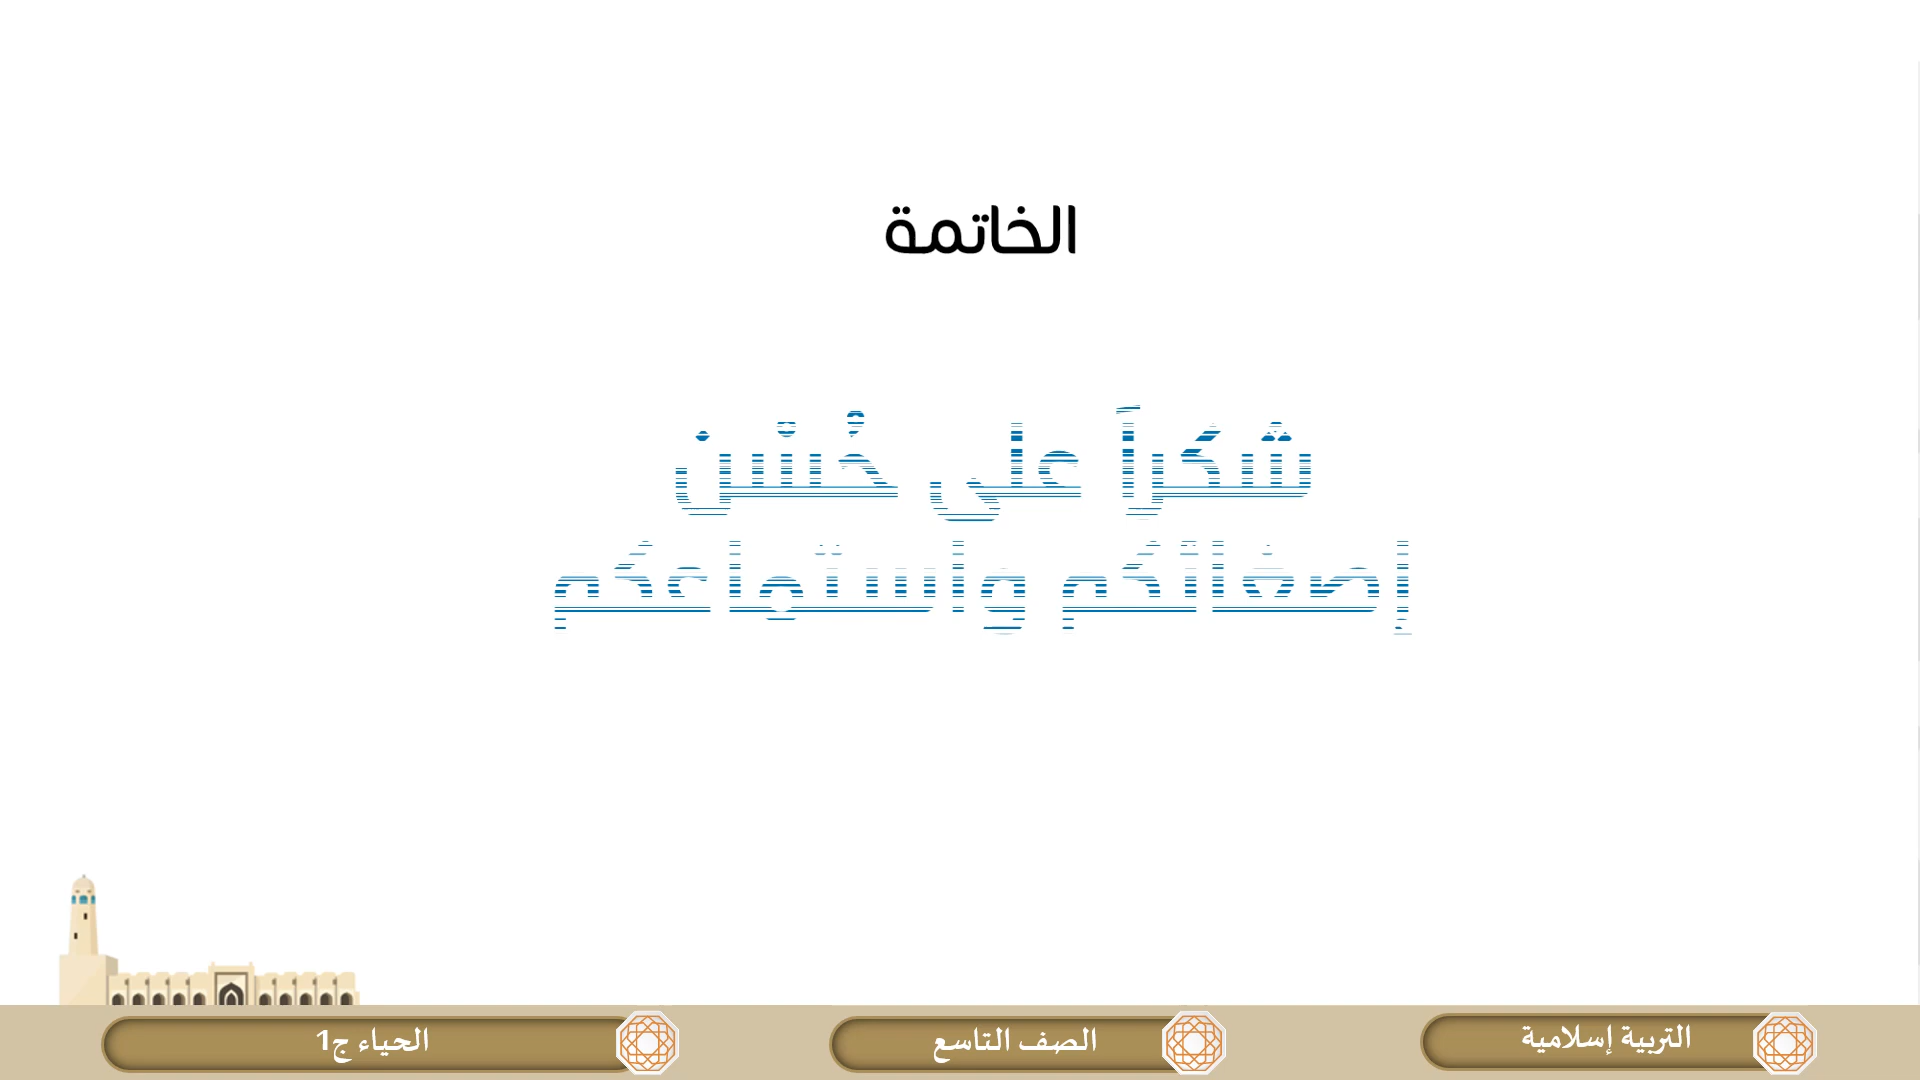 الخاتمة
شكراً على حُسْن
إصغائكم واستماعكم
التربية إسلامية
الصف التاسع
الحياء ج1